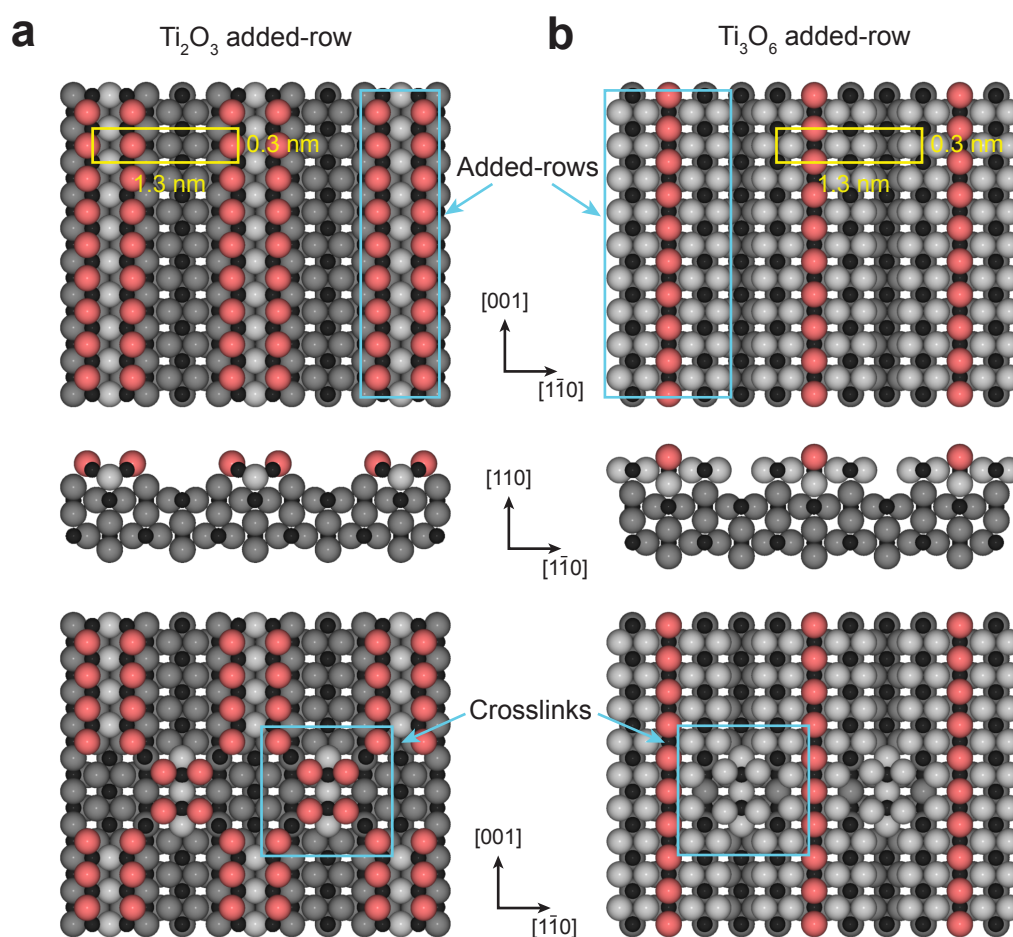 a
Ti₂O₃ added-row
b
Ti₃O₆ added-row
0.3 nm
1.3 nm
Added-rows
0.3 nm
1.3 nm
[001]
[11̄0]
[110]
[11̄0]
Crosslinks
[001]
[11̄0]